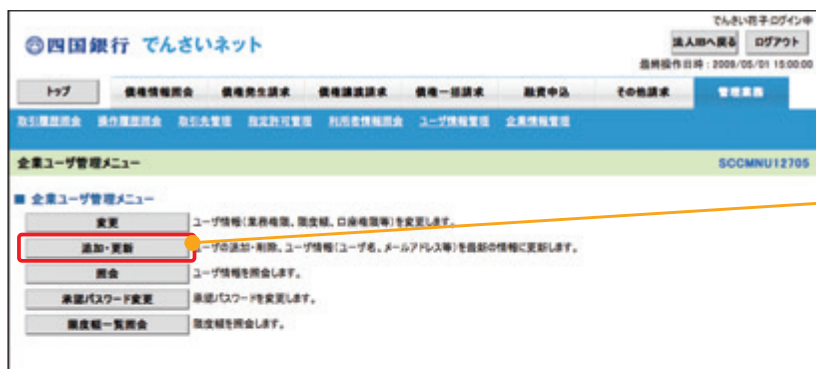 でんさい花子:ログイン中
四国銀行 でんさいネット
法人IBへ戻る ログアウト
最終操作日時:2009/05/01 15:00:00
トップ 債権情報照会 債権発生請求 債権譲渡請求 債権一括請求 融資申込 その他請求 管理業務
取引履歴照会 操作履歴照会 取引先管理 指定許可管理 利用者情報照会 ユーザ情報管理 企業情報管理
企業ユーザ管理メニュー SCCMNU12705
■ 企業ユーザ管理メニュー
変更 ユーザ情報(業務権限、限度額、口座権限等)を変更します。
追加・更新 ユーザの追加・削除、ユーザ情報(ユーザ名、メールアドレス等)を最新の情報に更新します。
照会 ユーザ情報を照会します。
承認パスワード変更 承認パスワードを変更します。
限度額一覧照会 限度額を照会します。